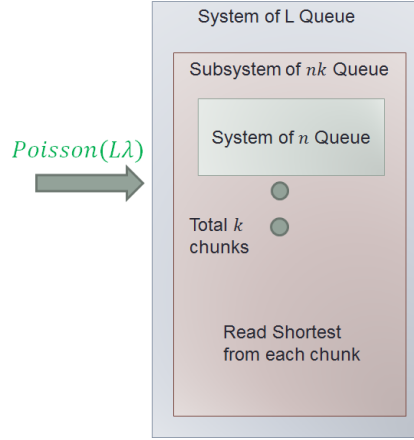 System of L Queue
Subsystem of nk Queue
System of n Queue
Poisson(Lλ)
Total k
chunks
Read Shortest
from each chunk